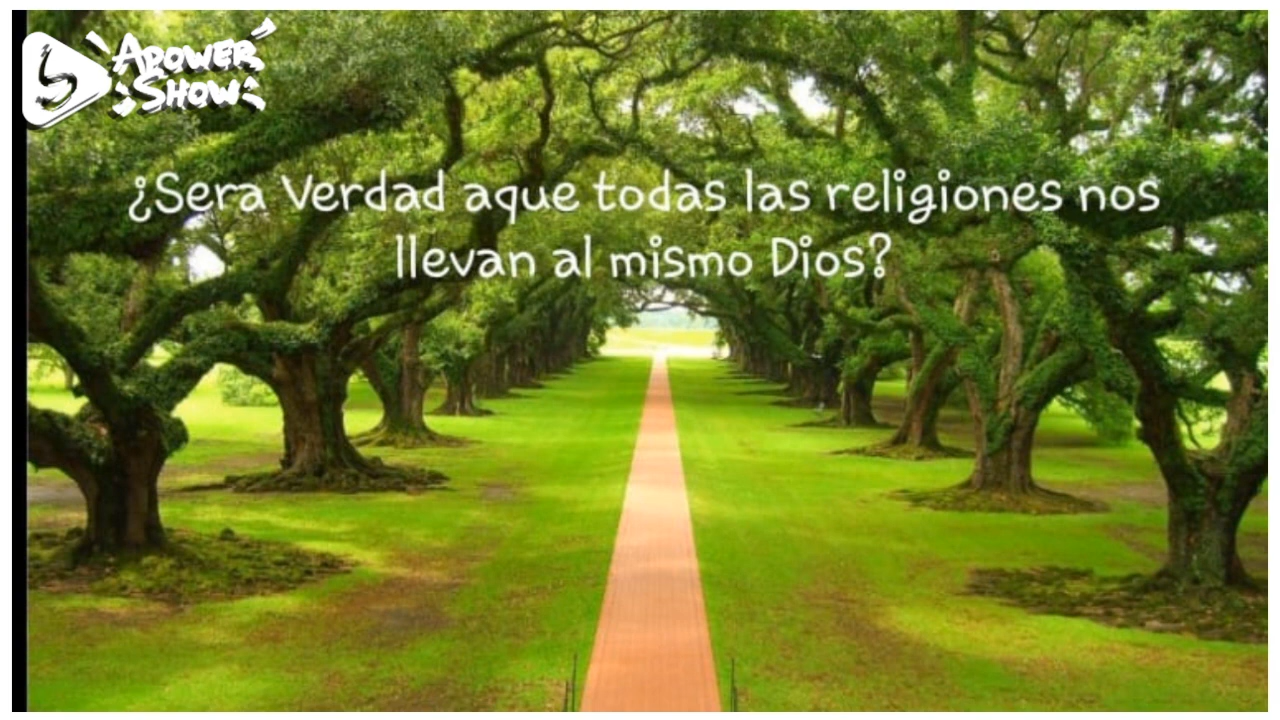 APOWER
SHOW
¿Sera Verdad aque todas las religiones nos
llevan al mismo Dios?